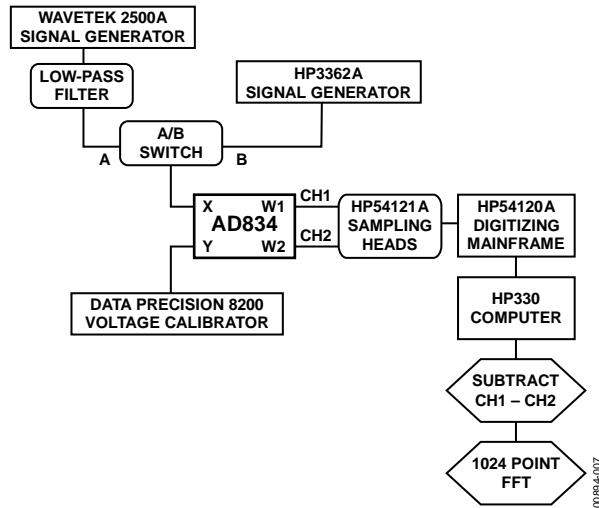 WAVETEK 2500A
SIGNAL GENERATOR
LOW-PASS
FILTER
HP3362A
SIGNAL GENERATOR
A/B
SWITCH
A
B
X
W1
AD834
Y
W2
CH1
CH2
HP54121A
SAMPLING
HEADS
HP54120A
DIGITIZING
MAINFRAME
DATA PRECISION 8200
VOLTAGE CALIBRATOR
HP330
COMPUTER
SUBTRACT
CH1 – CH2
1024 POINT
FFT
00894-007